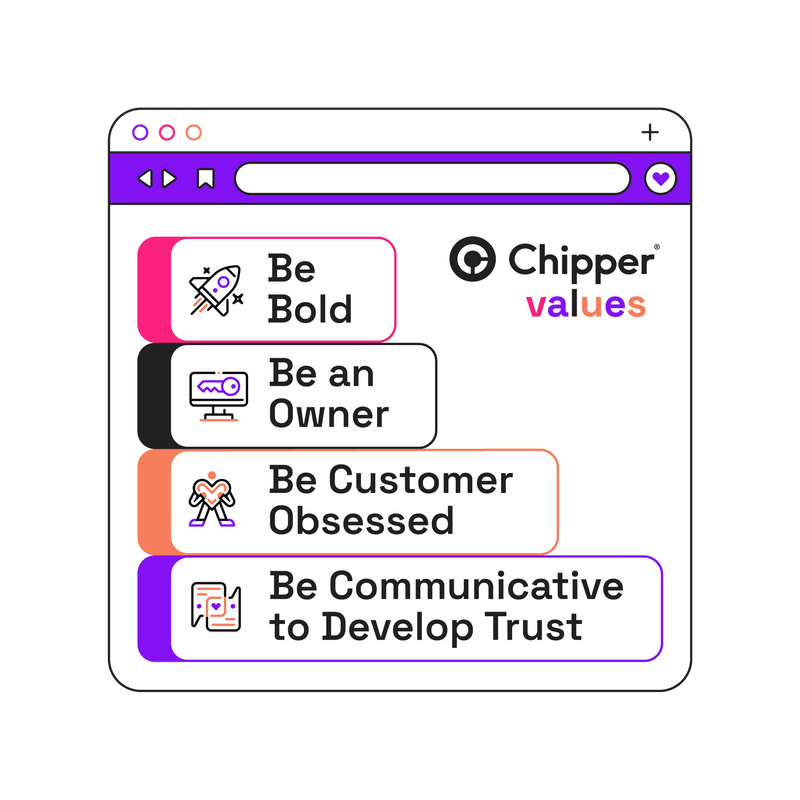 Chipper®
values
Be
Bold
Be an
Owner
Be Customer
Obsessed
Be Communicative
to Develop Trust